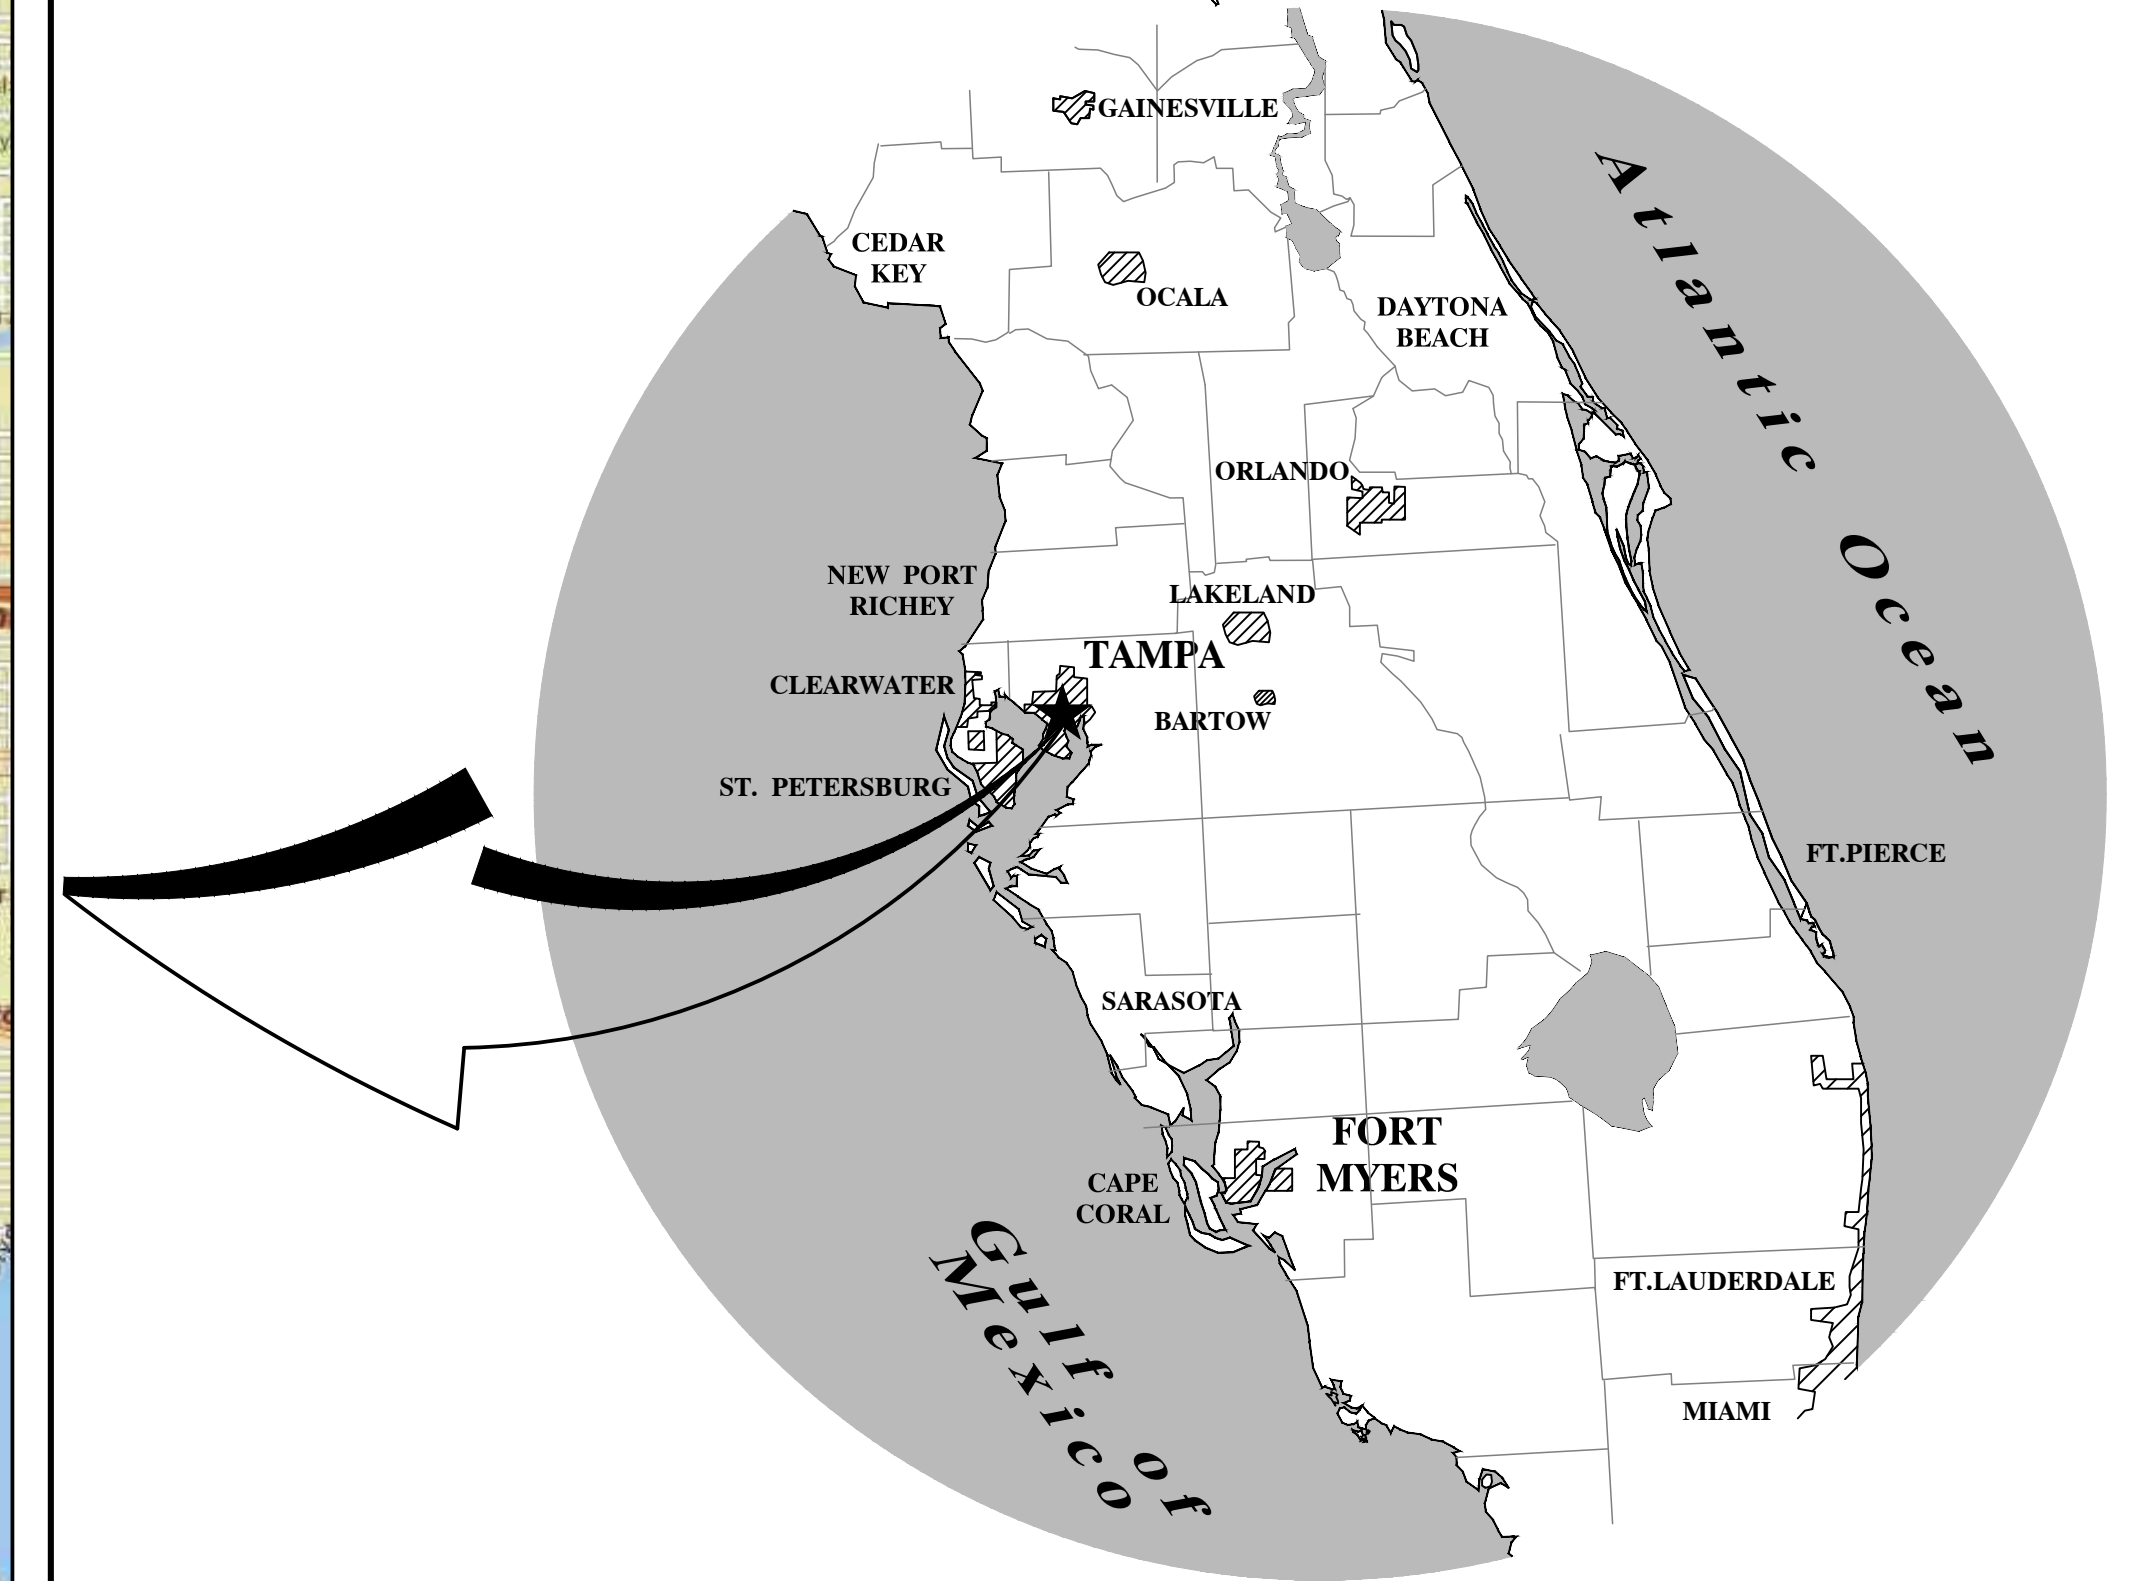 GAINESVILLE
CEDAR
KEY
OCALA
DAYTONA
BEACH
Atlantic Ocean
ORLANDO
NEW PORT
RICHEY
LAKELAND
TAMPA
CLEARWATER
BARTOW
ST. PETERSBURG
FT.PIERCE
SARASOTA
FORT
MYERS
CAPE
CORAL
Gulf of
Mexico
FT.LAUDERDALE
MIAMI